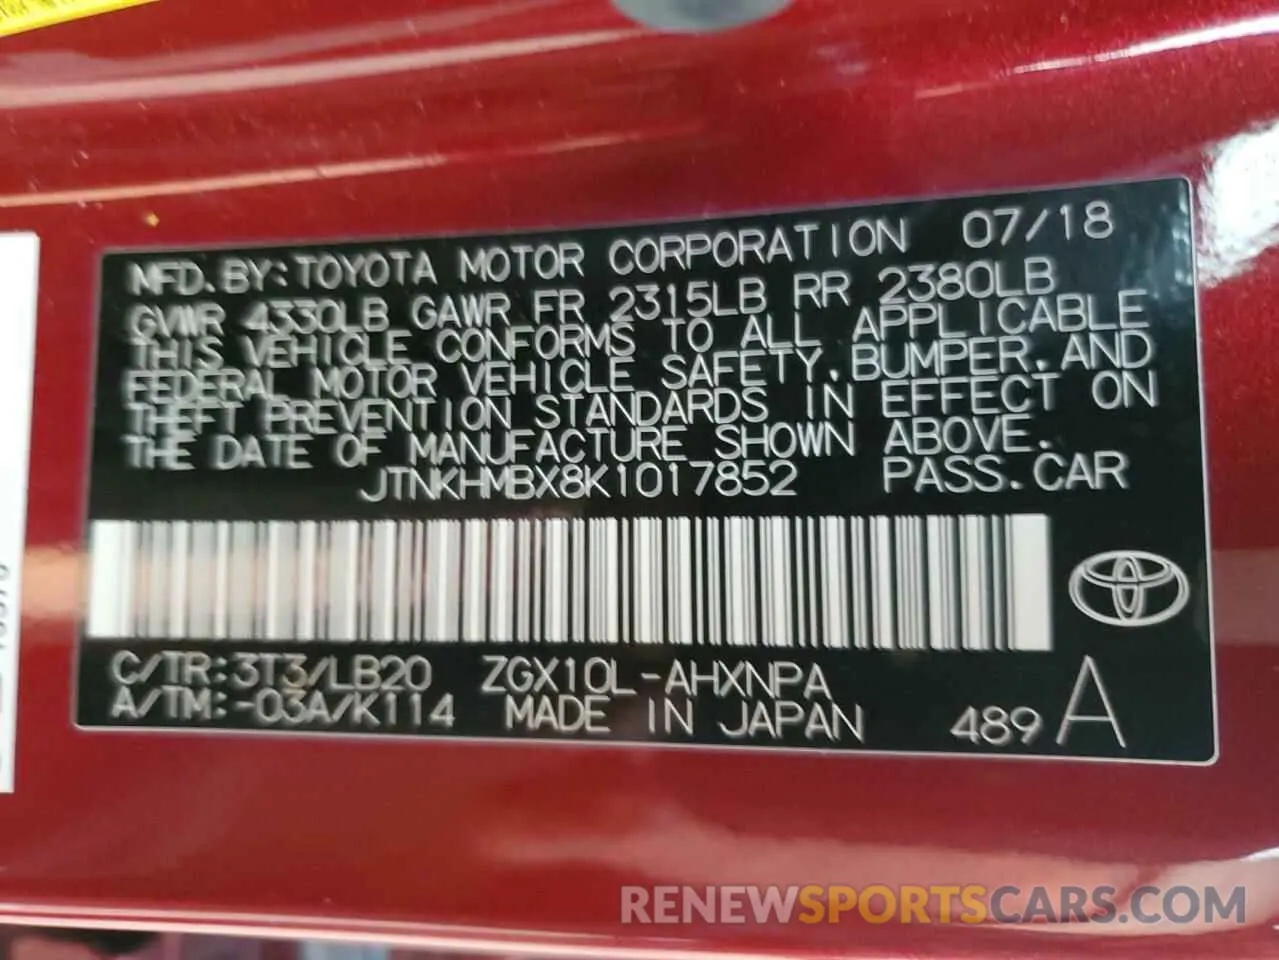 MFD. BY: TOYOTA MOTOR CORPORATION 07/18
GVWR 4330LB GAWR FR 2315LB RR 2380LB
THIS VEHICLE CONFORMS TO ALL APPLICABLE
FEDERAL MOTOR VEHICLE SAFETY, BUMPER, AND
THEFT PREVENTION STANDARDS IN EFFECT ON
THE DATE OF MANUFACTURE SHOWN ABOVE.
JTNKHMBX8K1017852 PASS. CAR
C/TR: 3T3/LB20 ZGX10L-AHXNPA
A/TM: -03A/K114 MADE IN JAPAN 489 A
RENEWSPORTSCARS.COM